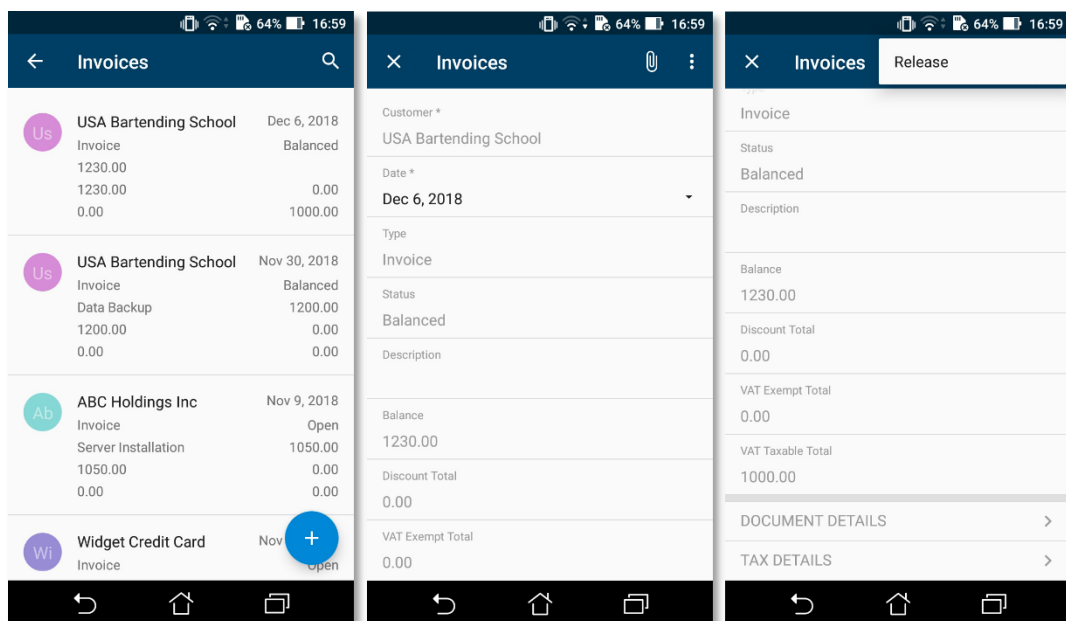 64% 16:59
Invoices
Us
USA Bartending School Dec 6, 2018
Invoice Balanced
1230.00
1230.00 0.00
0.00 1000.00
Us
USA Bartending School Nov 30, 2018
Invoice Balanced
Data Backup 1200.00
1200.00 0.00
0.00 0.00
Ab
ABC Holdings Inc Nov 9, 2018
Invoice Open
Server Installation 1050.00
1050.00 0.00
0.00 0.00
Wi
Widget Credit Card Nov
Invoice Open
64% 16:59
Invoices
Customer *
USA Bartending School
Date *
Dec 6, 2018
Type
Invoice
Status
Balanced
Description
Balance
1230.00
Discount Total
0.00
VAT Exempt Total
0.00
64% 16:59
Invoices
Release
Invoice
Status
Balanced
Description
Balance
1230.00
Discount Total
0.00
VAT Exempt Total
0.00
VAT Taxable Total
1000.00
DOCUMENT DETAILS
TAX DETAILS